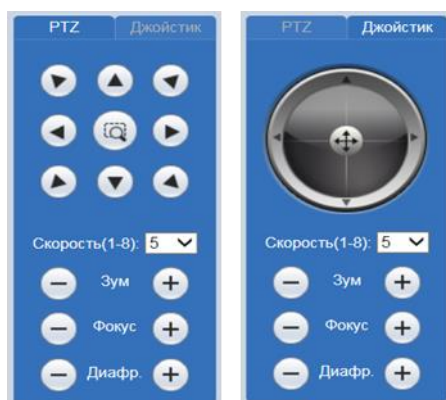 PTZ Джойстик
Скорость(1-8): 5
Зум
Фокус
Диафр.
PTZ Джойстик
Скорость(1-8): 5
Зум
Фокус
Диафр.